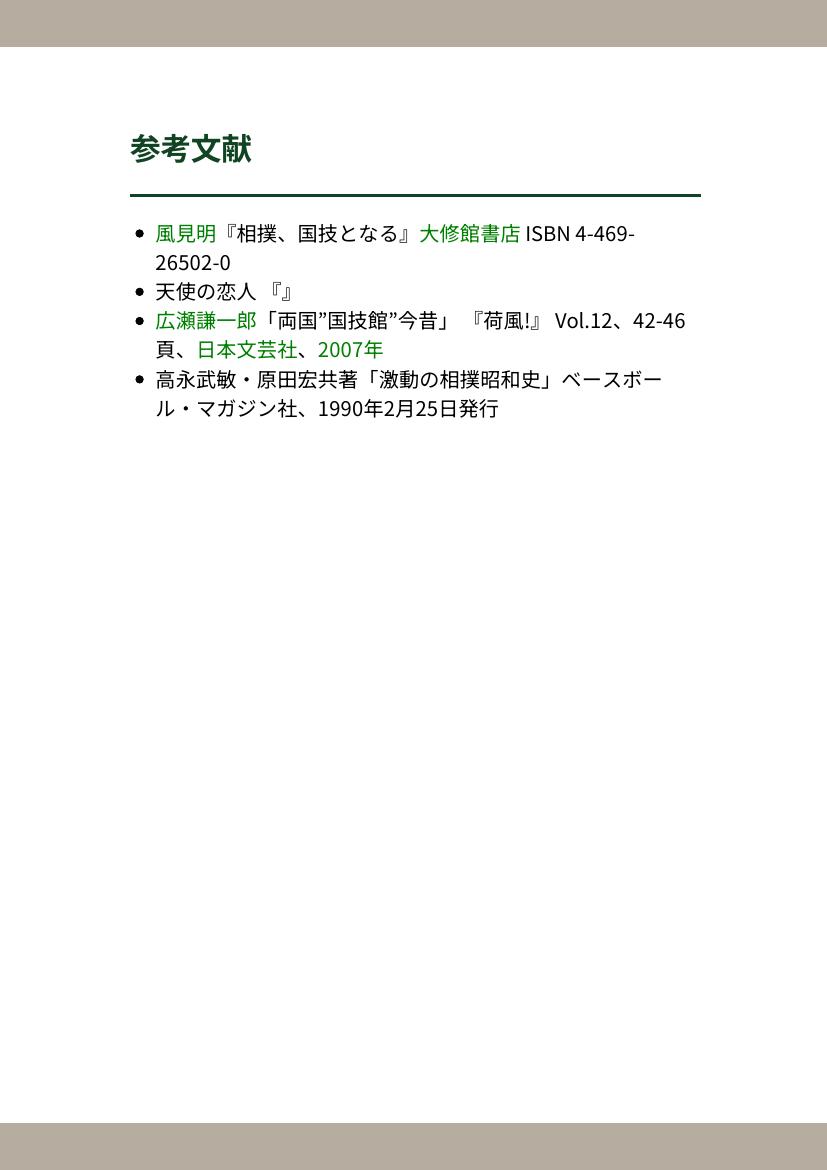 参考文献
風見明『相撲、国技となる』大修館書店 ISBN 4-469-
26502-0
天使の恋人 『』
広瀬謙一郎「両国”国技館”今昔」 『荷風!』 Vol.12、42-46
頁、日本文芸社、2007年
高永武敏・原田宏共著「激動の相撲昭和史」ベースボー
ル・マガジン社、1990年2月25日発行